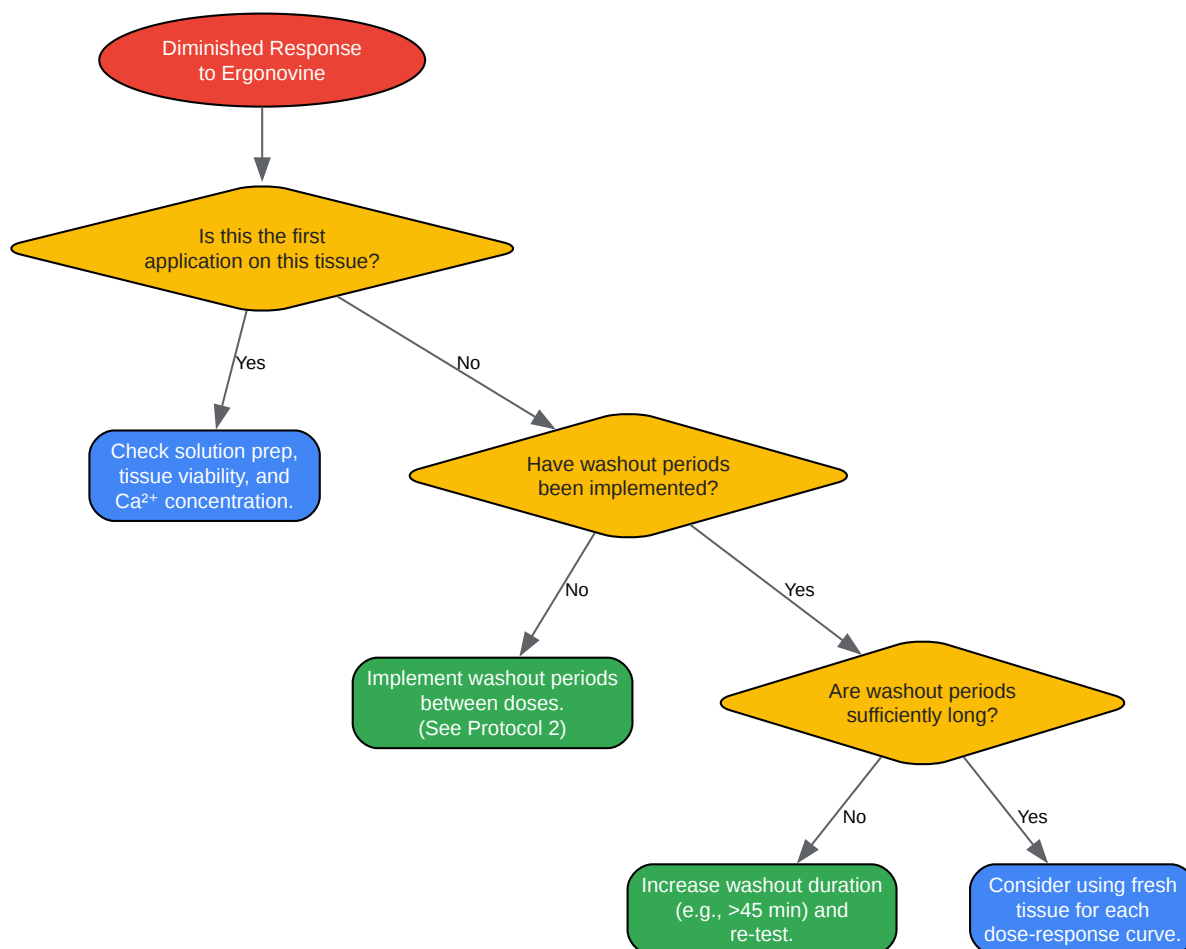 Diminished Response
to Ergonovine
Is this the first
application on this tissue?
Yes
No
Check solution prep,
tissue viability, and
Ca²⁺ concentration.
Have washout periods
been implemented?
No
Yes
Implement washout periods
between doses.
(See Protocol 2)
Are washout periods
sufficiently long?
No
Yes
Increase washout duration
(e.g., >45 min) and
re-test.
Consider using fresh
tissue for each
dose-response curve.